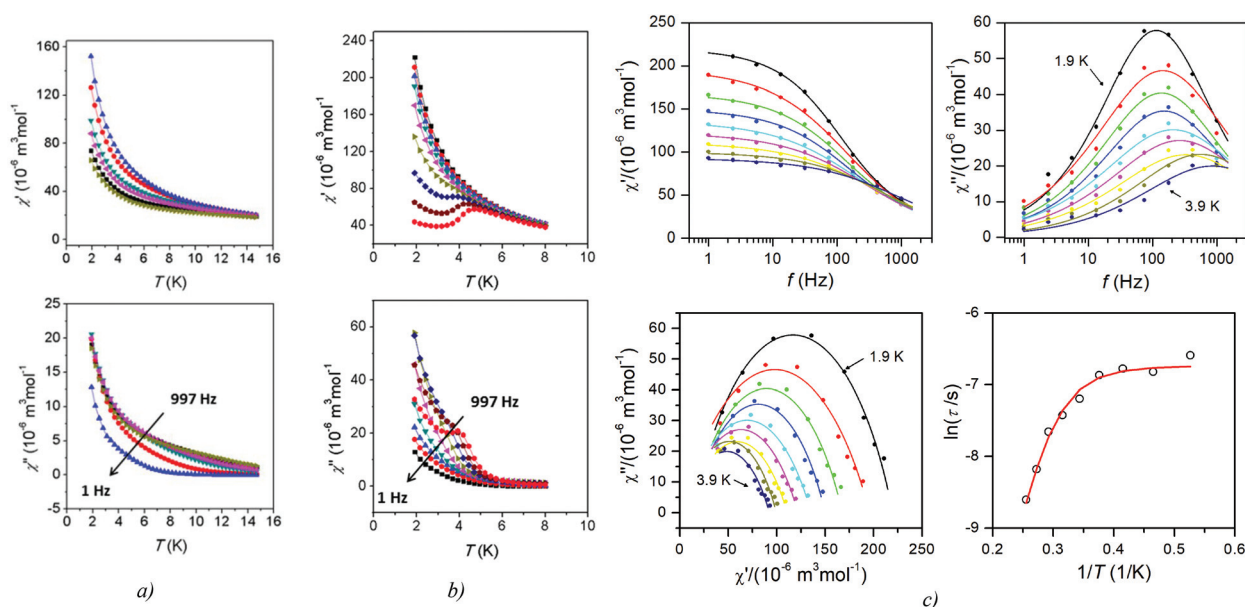 160
120
80
40
0
0 2 4 6 8 10 12 14 16
χ' (10⁻⁶ m³mol⁻¹)
T (K)
25
20
15
10
5
0
-5
0 2 4 6 8 10 12 14 16
χ'' (10⁻⁶ m³mol⁻¹)
997 Hz
1 Hz
T (K)
a)
240
200
160
120
80
40
0 2 4 6 8 10
χ' (10⁻⁶ m³mol⁻¹)
T (K)
60
40
20
0
0 2 4 6 8 10
χ'' (10⁻⁶ m³mol⁻¹)
997 Hz
1 Hz
T (K)
b)
250
200
150
100
50
0
1 10 100 1000
χ'/(10⁻⁶ m³mol⁻¹)
f (Hz)
60
50
40
30
20
10
0
1 10 100 1000
χ''/(10⁻⁶ m³mol⁻¹)
1.9 K
3.9 K
f (Hz)
60
50
40
30
20
10
0
0 50 100 150 200 250
χ''/(10⁻⁶ m³mol⁻¹)
1.9 K
3.9 K
χ'/(10⁻⁶ m³mol⁻¹)
-6
-7
-8
-9
0.2 0.3 0.4 0.5 0.6
ln(τ /s)
1/T (1/K)
c)